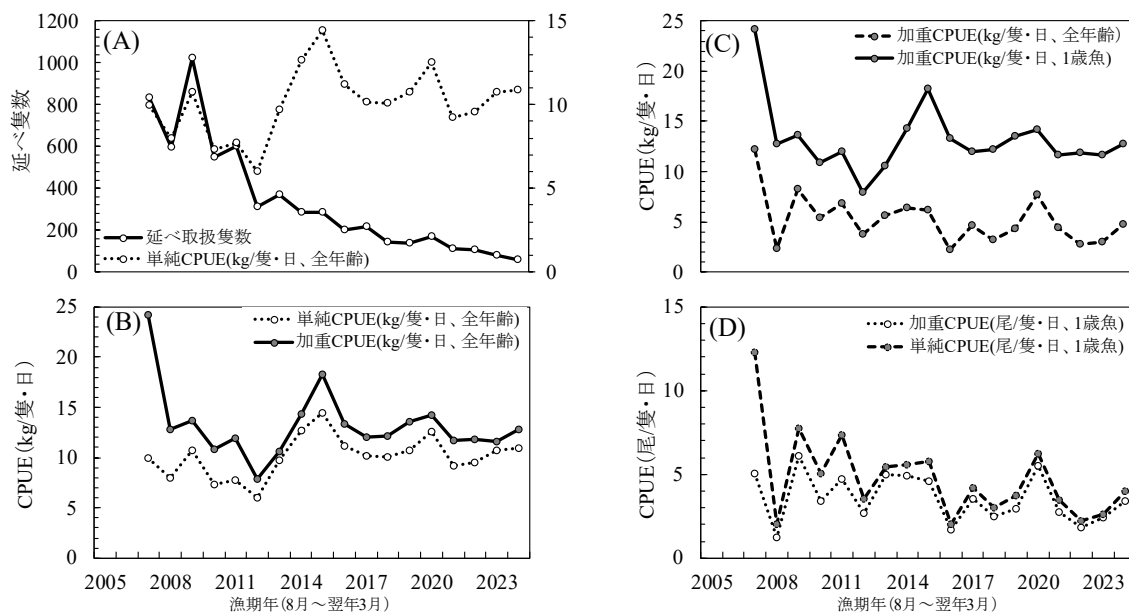 (A)
延べ隻数
1200
1000
800
600
400
200
0
15
10
5
0
延べ取扱隻数
単純CPUE(kg/隻・日、全年齢)
(B)
CPUE(kg/隻・日)
25
20
15
10
5
0
単純CPUE(kg/隻・日、全年齢)
加重CPUE(kg/隻・日、全年齢)
2005 2008 2011 2014 2017 2020 2023
漁期年(8月～翌年3月)
(C)
CPUE(kg/隻・日)
25
20
15
10
5
0
加重CPUE(kg/隻・日、全年齢)
加重CPUE(kg/隻・日、1歳魚)
(D)
CPUE(尾/隻・日)
15
10
5
0
加重CPUE(尾/隻・日、1歳魚)
単純CPUE(尾/隻・日、1歳魚)
2005 2008 2011 2014 2017 2020 2023
漁期年(8月～翌年3月)